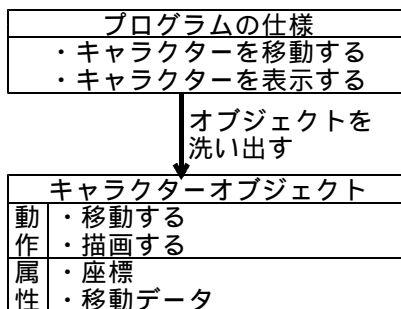 プログラムの仕様
・キャラクターを移動する
・キャラクターを表示する
オブジェクトを
洗い出す
キャラクターオブジェクト
動作
・移動する
・描画する
属性
・座標
・移動データ